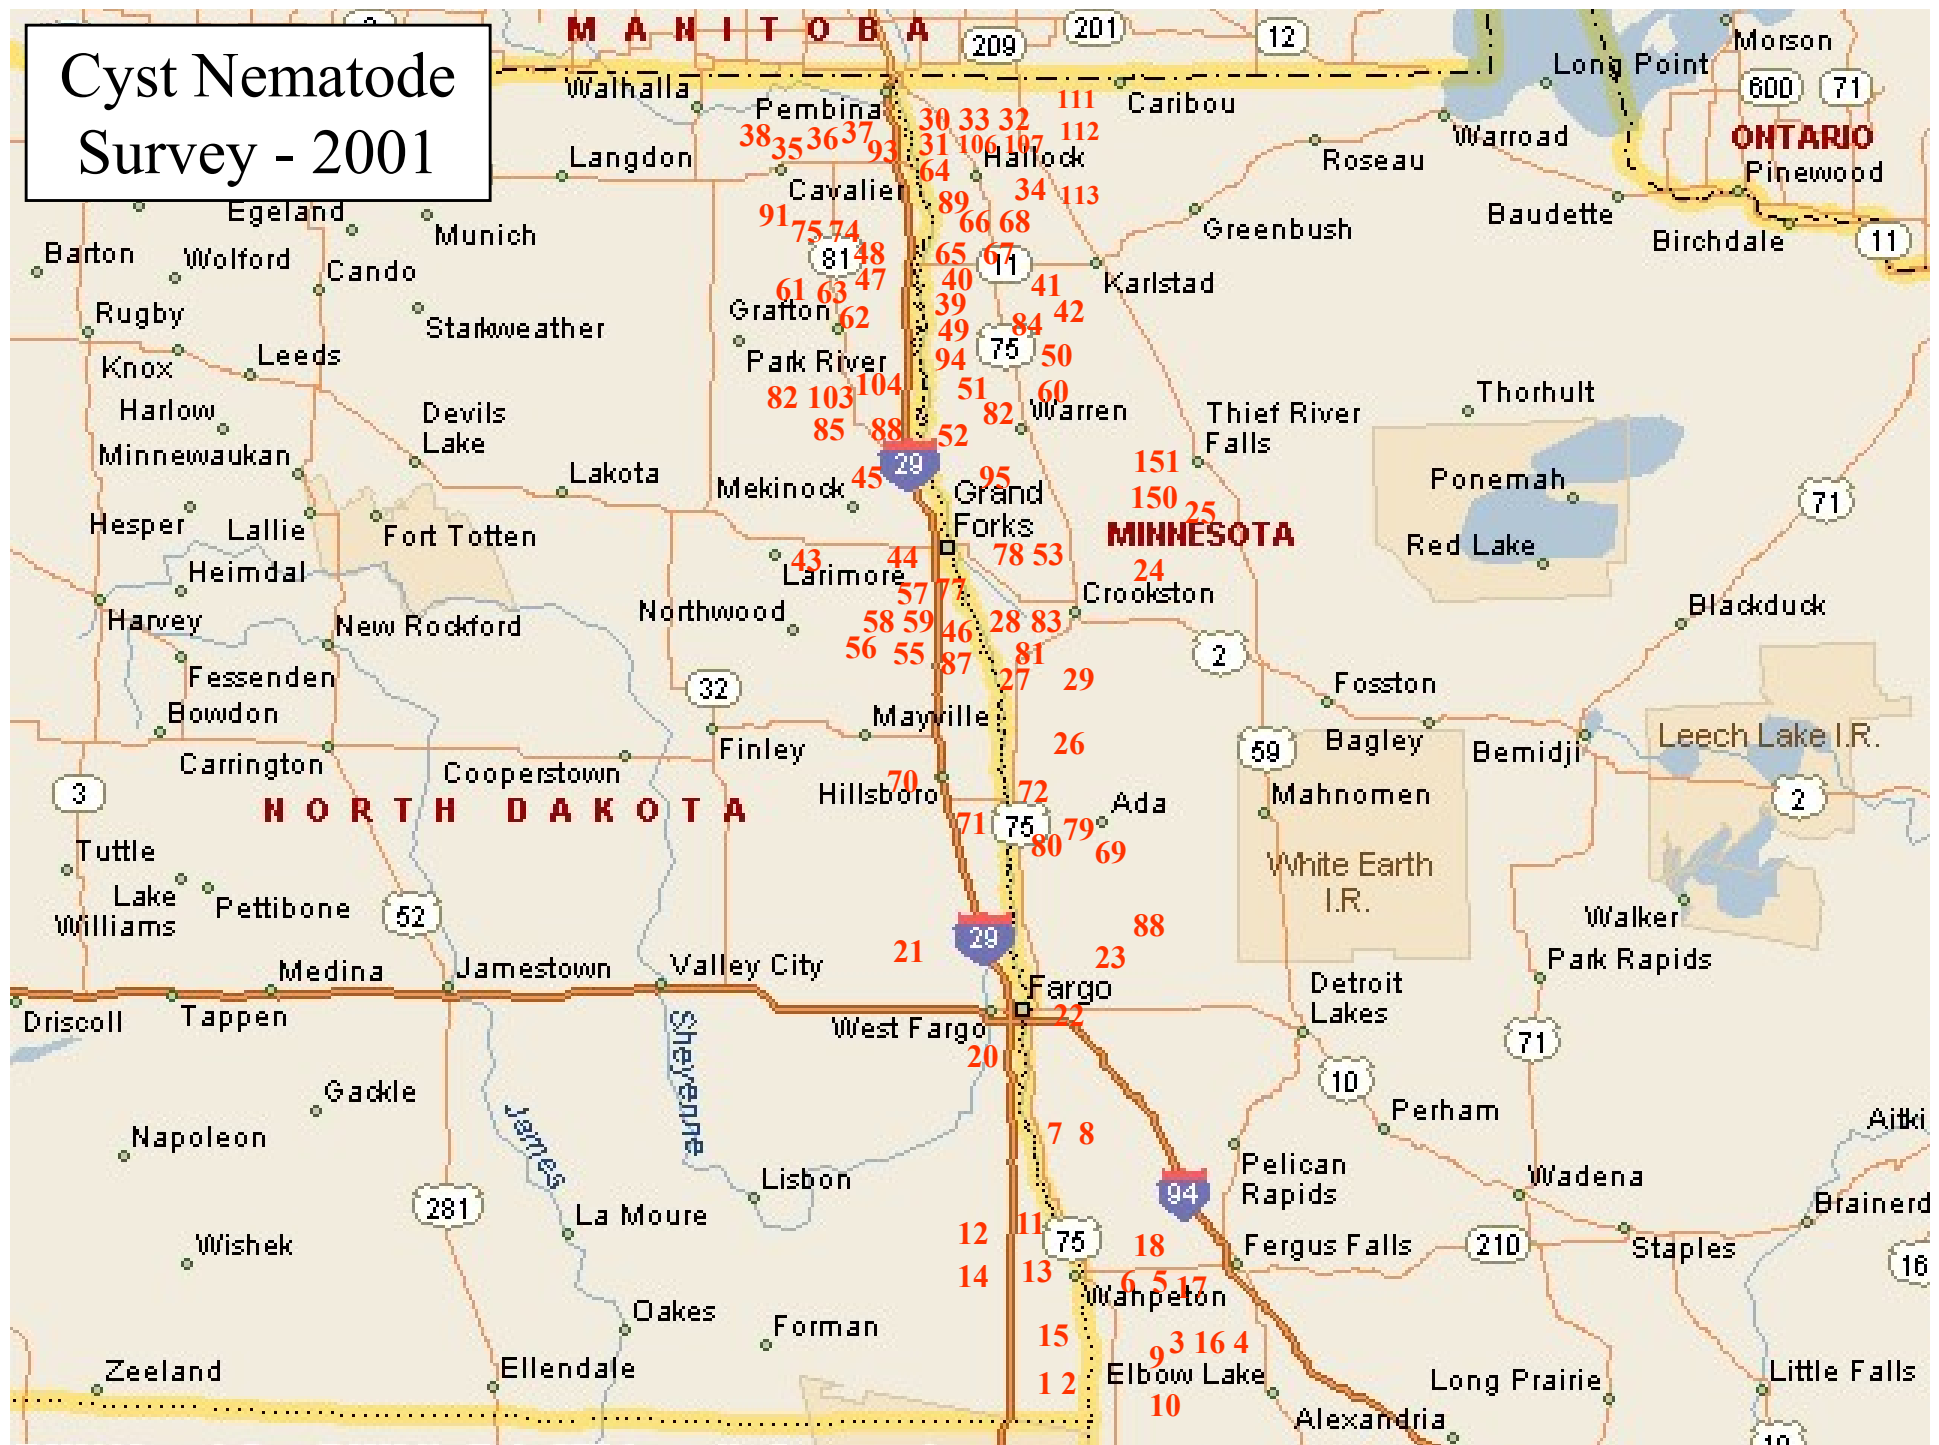 Cyst Nematode
Survey - 2001
MANITOBA
209
201
12
Morson
Long Point
600
71
Walhalla
Pembina
111
Caribou
30 33 32
Warroad
ONTARIO
38
35
36
37
93
31
106
107
112
Langdon
Hallock
Roseau
Pinewood
Cavalier
64
34
113
89
Egeland
Munich
91
75
74
66
68
Greenbush
Baudette
Birchdale
11
Barton
Wolford
Cando
81
48
65
67
11
Karlstad
61
63
47
40
41
Rugby
Starkweather
Grafton
62
39
42
49
84
Knox
Leeds
Park River
94
75
50
Harlow
Devils
Lake
82
103
104
51
60
82
Warren
Thief River
Falls
Thorhult
85
88
52
Minnewaukan
Lakota
Mekinock
45
29
95
Grand
Forks
151
150
25
Ponemah
71
Hesper
Lallie
Fort Totten
MINNESOTA
Red Lake
Heimdal
43
Larimore
44
78
53
24
57
77
Crookston
Blackduck
Harvey
New Rockford
Northwood
58
59
46
28
83
56
55
87
81
2
Fessenden
32
27
29
Fosston
Bowdon
Mayville
Finley
26
59
Bagley
Bemidji
Leech Lake I.R.
Carrington
Cooperstown
3
Hillsboro
70
72
Ada
Mahnomen
2
NORTH DAKOTA
71
75
79
80
69
Tuttle
Lake
Williams
Pettibone
52
White Earth
I.R.
Walker
29
88
21
23
Park Rapids
Medina
Jamestown
Valley City
Fargo
Detroit
Lakes
Driscoll
Tappen
West Fargo
22
Sheyenne
20
71
10
Gackle
Perham
James
Napoleon
7
8
Aitki
Pelican
Rapids
Wadena
281
Lisbon
94
Brainerd
La Moure
12
11
75
18
Fergus Falls
210
Staples
16
Wishek
14
13
6
5
17
Wahpeton
Oakes
Forman
15
3
16
4
9
Zeeland
Ellendale
1 2
Elbow Lake
Long Prairie
Little Falls
10
Alexandria
10